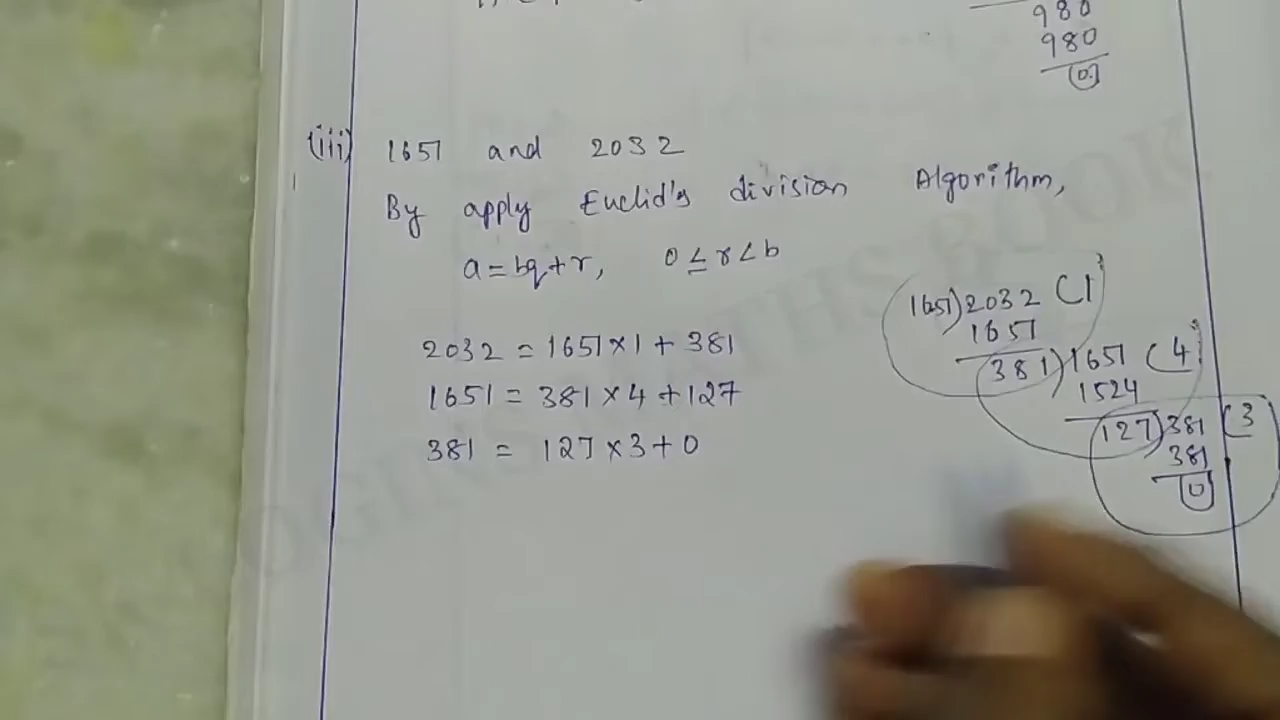 980
980
0
(iii) 1651 and 2032
By apply Euclid's division Algorithm,
a = bq + r, 0 ≤ r < b
2032 = 1651 × 1 + 381
1651 = 381 × 4 + 127
381 = 127 × 3 + 0
1651) 2032 (1
1651
381) 1651 (4
1524
127) 381 (3
381
0